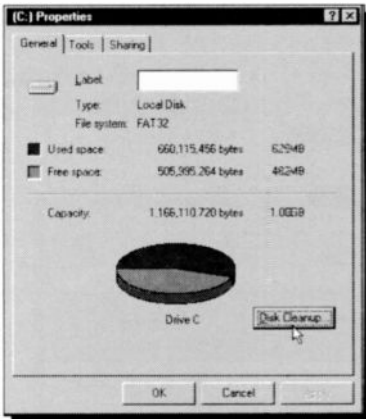 (C:) Properties
General Tools Sharing
Label:
Type: Local Disk
File system: FAT32
Used space: 660,115,456 bytes 629MB
Free space: 505,995,264 bytes 482MB
Capacity: 1,166,110,720 bytes 1.08GB
Drive C
Disk Cleanup...
OK Cancel Apply